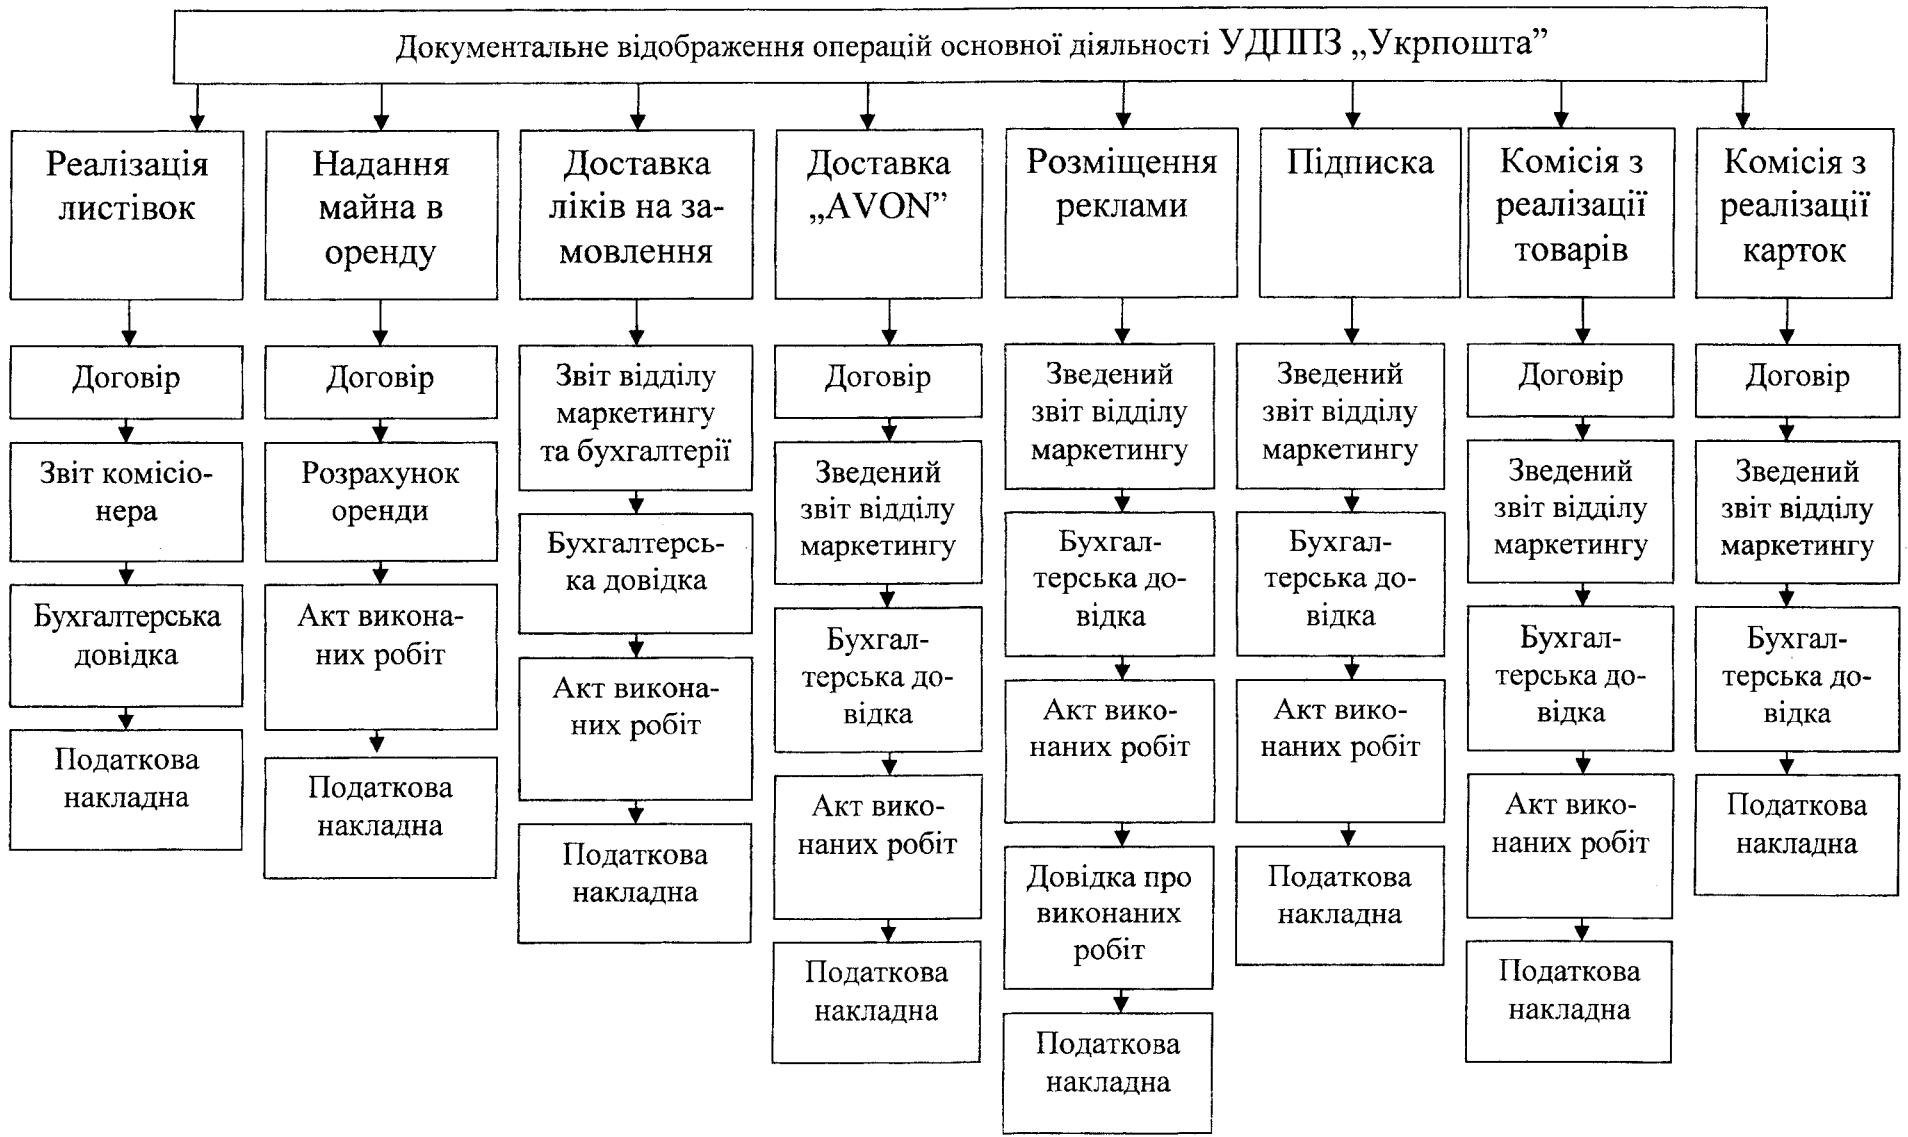 Документальне відображення операцій основної діяльності УДППЗ „Укрпошта”
Реалізація
листівок
Договір
Звіт комісіо-
нера
Бухгалтерська
довідка
Податкова
накладна
Надання
майна в
оренду
Договір
Розрахунок
оренди
Акт викона-
них робіт
Податкова
накладна
Доставка
ліків на за-
мовлення
Звіт відділу
маркетингу
та бухгалтерії
Бухгалтерсь-
ка довідка
Акт викона-
них робіт
Податкова
накладна
Доставка
„AVON”
Договір
Зведений
звіт відділу
маркетингу
Бухгал-
терська до-
відка
Акт вико-
наних робіт
Податкова
накладна
Розміщення
реклами
Зведений
звіт відділу
маркетингу
Бухгал-
терська до-
відка
Акт вико-
наних робіт
Довідка про
виконаних
робіт
Податкова
накладна
Підписка
Зведений
звіт відділу
маркетингу
Бухгал-
терська до-
відка
Акт вико-
наних робіт
Податкова
накладна
Комісія з
реалізації
товарів
Договір
Зведений
звіт відділу
маркетингу
Бухгал-
терська до-
відка
Акт вико-
наних робіт
Податкова
накладна
Комісія з
реалізації
карток
Договір
Зведений
звіт відділу
маркетингу
Бухгал-
терська до-
відка
Податкова
накладна